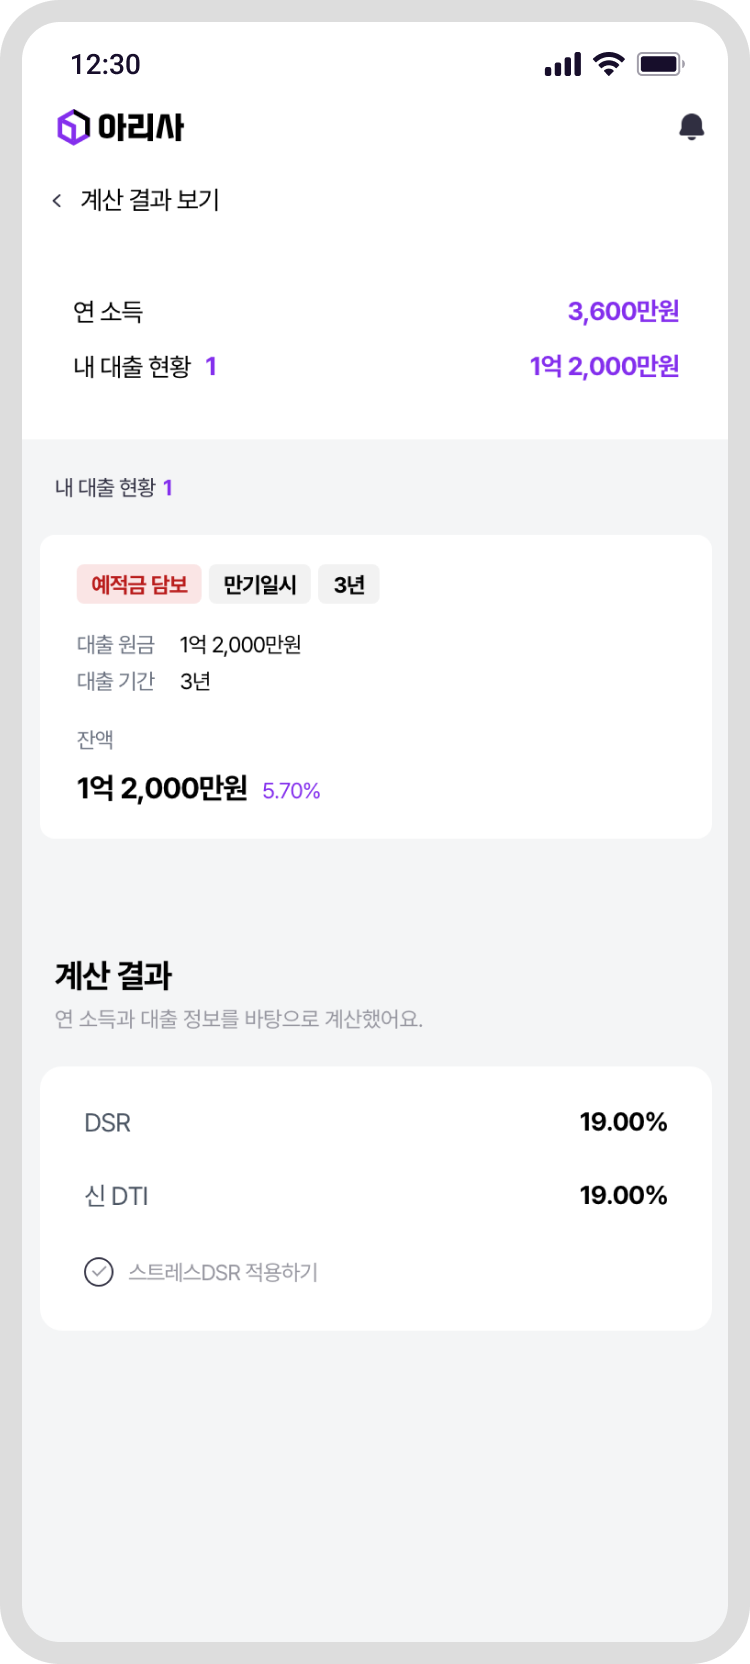 12:30
아리사
계산 결과 보기
연 소득 3,600만원
내 대출 현황 1 1억 2,000만원
내 대출 현황 1
예적금 담보 만기일시 3년
대출 원금 1억 2,000만원
대출 기간 3년
잔액
1억 2,000만원 5.70%
계산 결과
연 소득과 대출 정보를 바탕으로 계산했어요.
DSR 19.00%
신 DTI 19.00%
스트레스DSR 적용하기